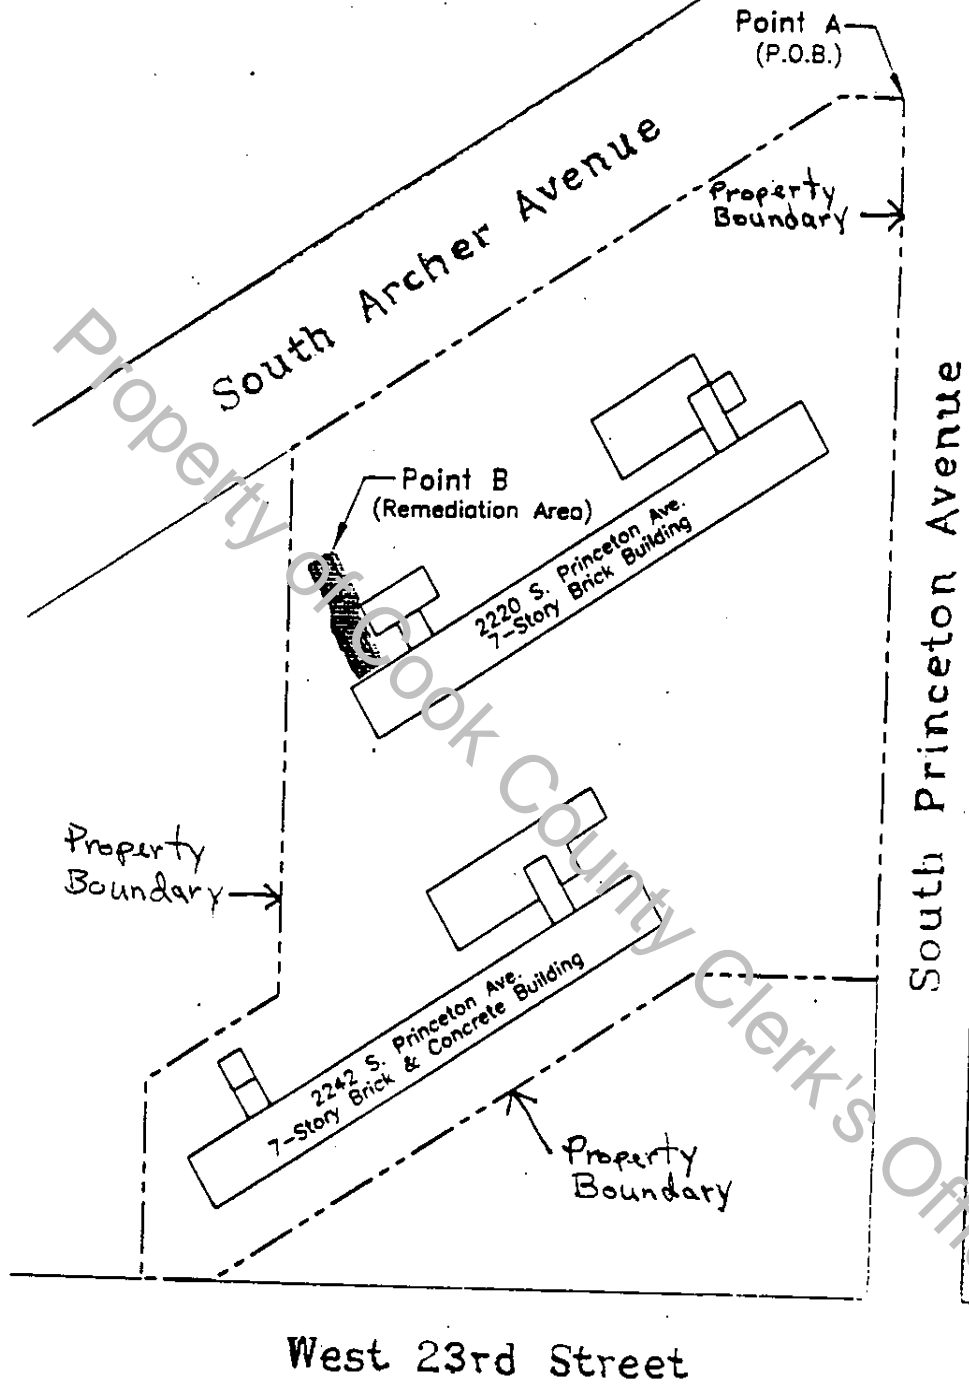 Point A
(P.O.B.)
South Archer Avenue
Property
Boundary
South Princeton Avenue
Point B
(Remediation Area)
2220 S. Princeton Ave.
7-Story Brick Building
Property
Boundary
2242 S. Princeton Ave.
7-Story Brick & Concrete Building
Property
Boundary
West 23rd Street
Property of Cook County Clerk's Offi